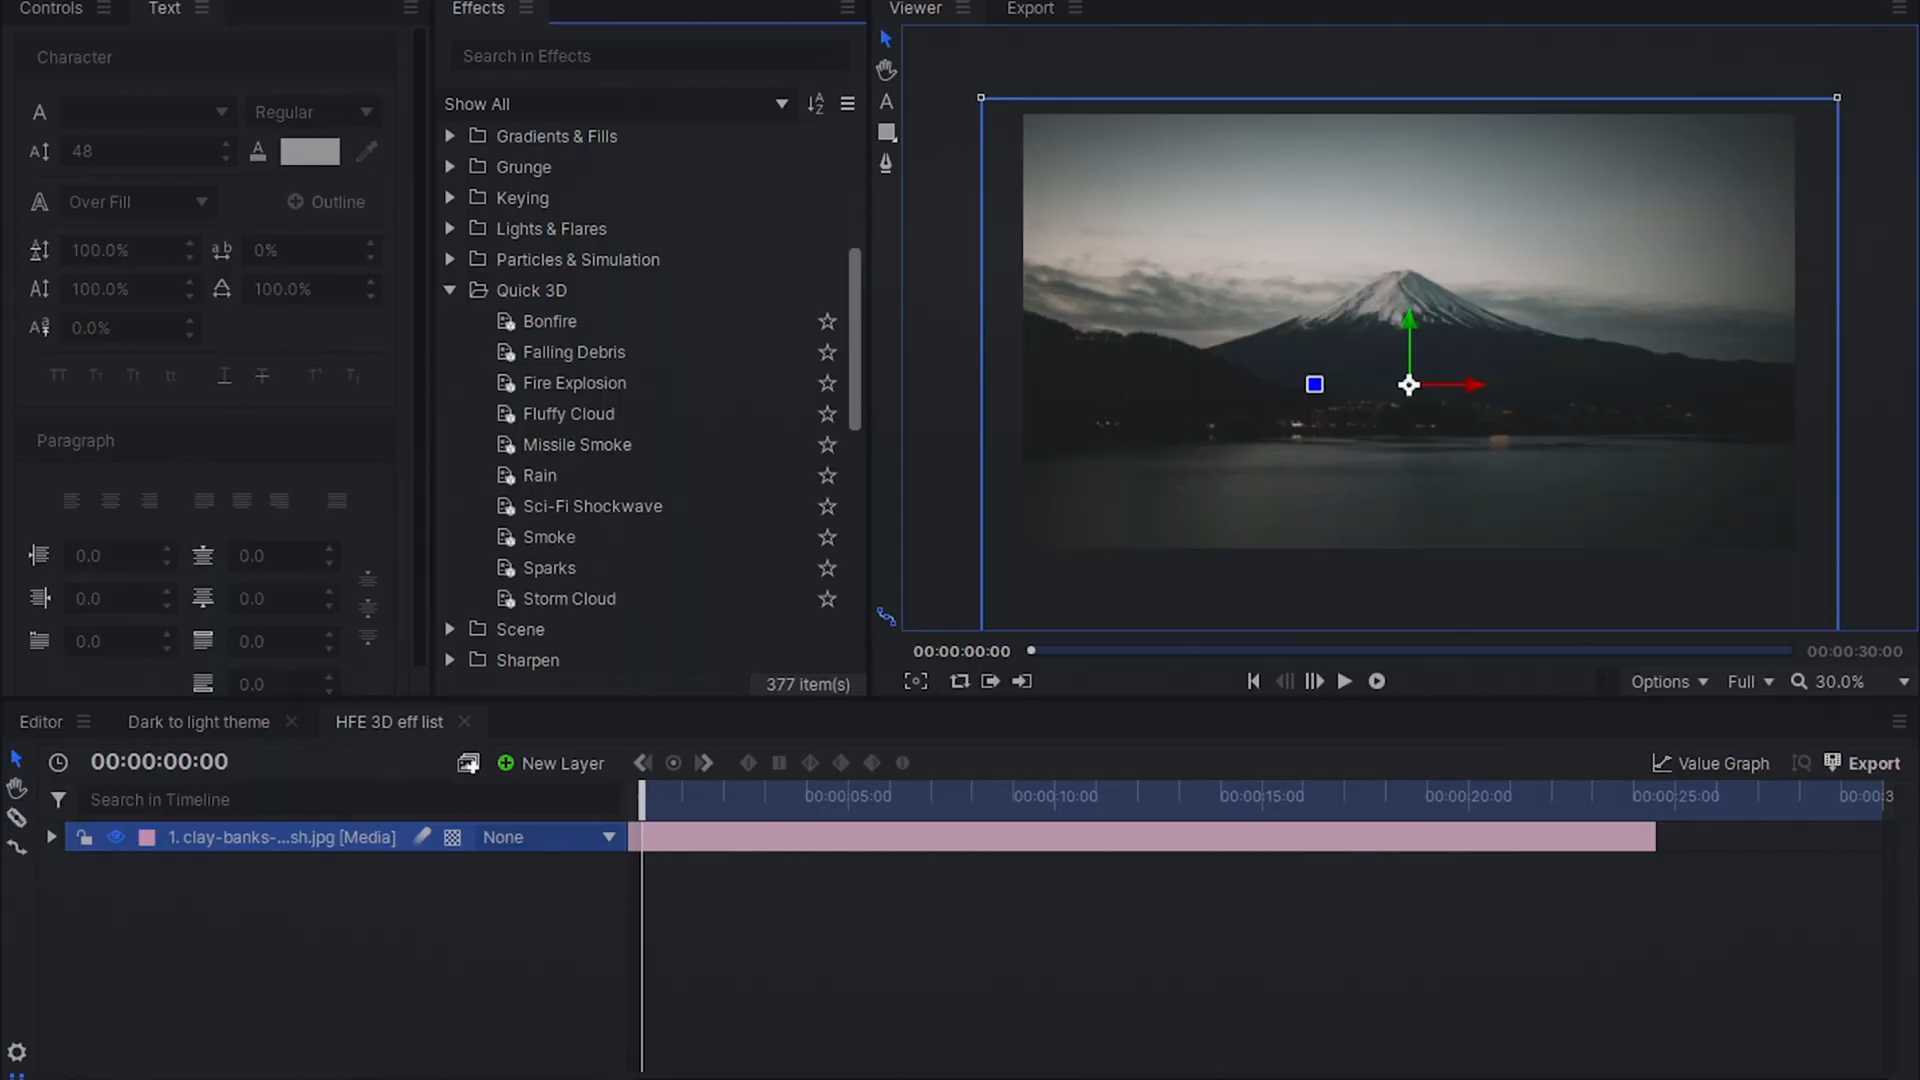 Controls
Text
Character
Regular
48
Over Fill
Outline
100.0%
0%
100.0%
100.0%
0.0%
Paragraph
0.0
0.0
0.0
0.0
0.0
0.0
0.0
Effects
Search in Effects
Show All
Gradients & Fills
Grunge
Keying
Lights & Flares
Particles & Simulation
Quick 3D
Bonfire
Falling Debris
Fire Explosion
Fluffy Cloud
Missile Smoke
Rain
Sci-Fi Shockwave
Smoke
Sparks
Storm Cloud
Scene
Sharpen
377 item(s)
Viewer
Export
00:00:00:00
00:00:30:00
Options
Full
30.0%
Editor
Dark to light theme
HFE 3D eff list
00:00:00:00
New Layer
Value Graph
Export
Search in Timeline
00:00:05:00
00:00:10:00
00:00:15:00
00:00:20:00
00:00:25:00
00:00:3
1. clay-banks-...sh.jpg [Media]
None